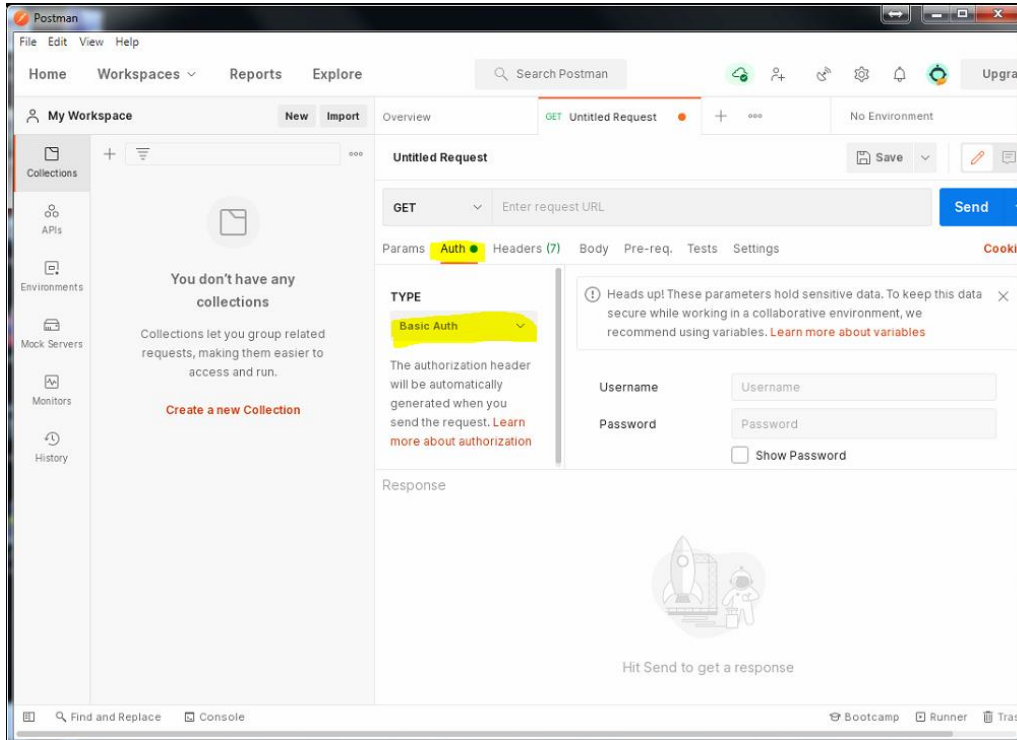 Postman
File Edit View Help
Home Workspaces Reports Explore Search Postman Upgra
My Workspace New Import Overview GET Untitled Request No Environment
Collections
APIs
Environments
Mock Servers
Monitors
History
You don't have any
collections
Collections let you group related
requests, making them easier to
access and run.
Create a new Collection
Untitled Request Save
GET Enter request URL Send
Params Auth Headers (7) Body Pre-req. Tests Settings Cooki
TYPE
Basic Auth
The authorization header
will be automatically
generated when you
send the request. Learn
more about authorization
Heads up! These parameters hold sensitive data. To keep this data
secure while working in a collaborative environment, we
recommend using variables. Learn more about variables
Username Username
Password Password
Show Password
Response
Hit Send to get a response
Find and Replace Console Bootcamp Runner Tras